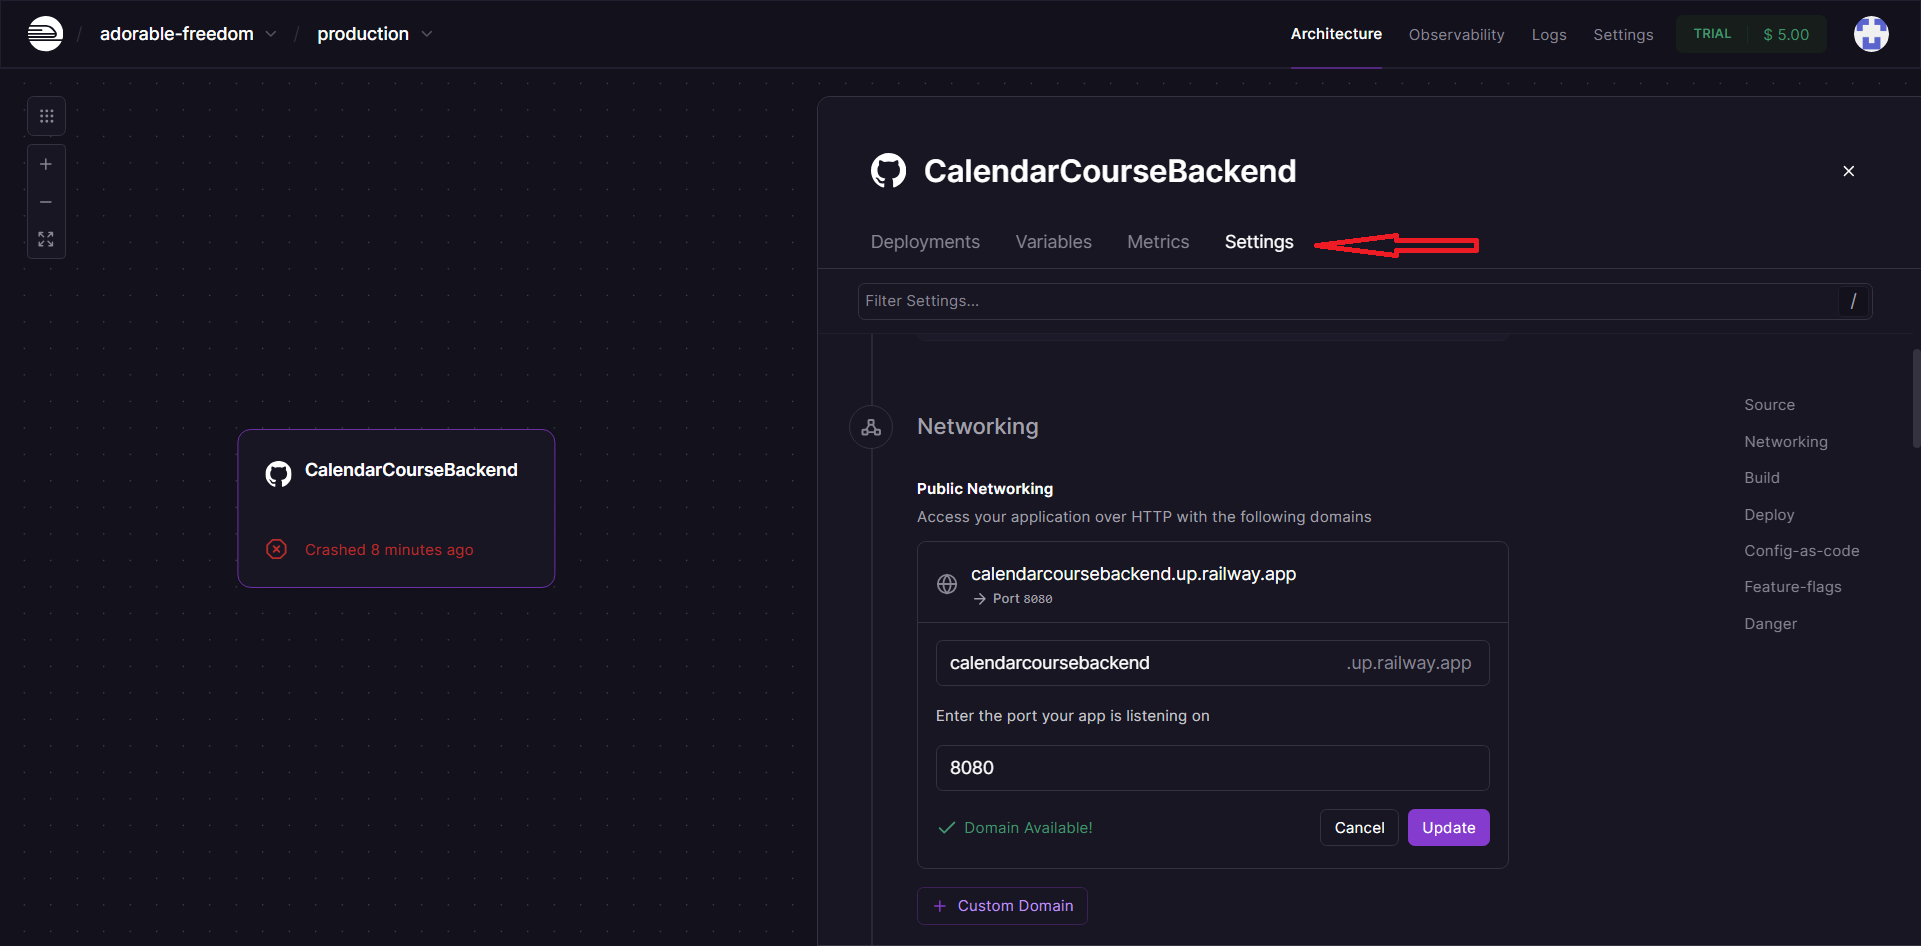 / adorable-freedom / production
Architecture Observability Logs Settings TRIAL $ 5.00
CalendarCourseBackend
Crashed 8 minutes ago
CalendarCourseBackend
Deployments Variables Metrics Settings
Filter Settings... /
Networking
Public Networking
Access your application over HTTP with the following domains
calendarcoursebackend.up.railway.app
Port 8080
calendarcoursebackend .up.railway.app
Enter the port your app is listening on
8080
Domain Available! Cancel Update
+ Custom Domain
Source
Networking
Build
Deploy
Config-as-code
Feature-flags
Danger